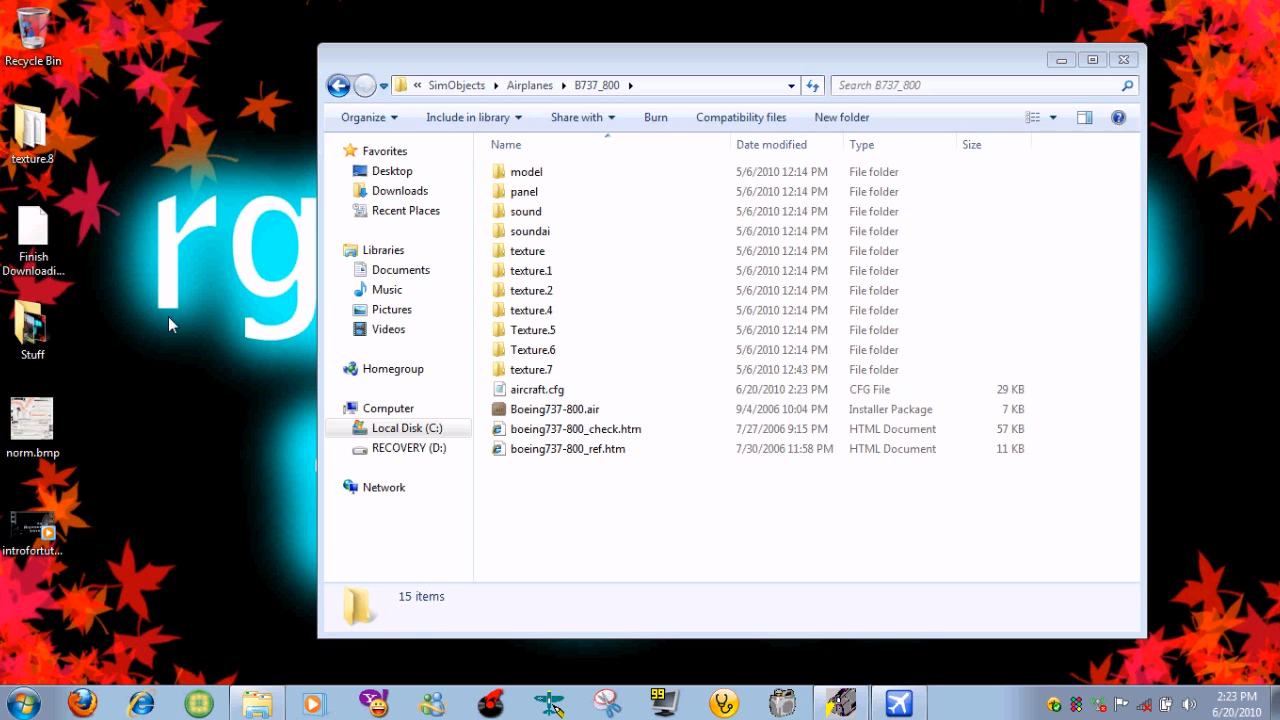 Recycle Bin
texture.8
Finish
Downloadi...
Stuff
norm.bmp
introfortut...
rg
« SimObjects Airplanes B737_800
Search B737_800
Organize Include in library Share with Burn Compatibility files New folder
Favorites
Desktop
Downloads
Recent Places
Libraries
Documents
Music
Pictures
Videos
Homegroup
Computer
Local Disk (C:)
RECOVERY (D:)
Network
Name Date modified Type Size
model 5/6/2010 12:14 PM File folder
panel 5/6/2010 12:14 PM File folder
sound 5/6/2010 12:14 PM File folder
soundai 5/6/2010 12:14 PM File folder
texture 5/6/2010 12:14 PM File folder
texture.1 5/6/2010 12:14 PM File folder
texture.2 5/6/2010 12:14 PM File folder
texture.4 5/6/2010 12:14 PM File folder
Texture.5 5/6/2010 12:14 PM File folder
Texture.6 5/6/2010 12:14 PM File folder
texture.7 5/6/2010 12:43 PM File folder
aircraft.cfg 6/20/2010 2:23 PM CFG File 29 KB
Boeing737-800.air 9/4/2006 10:04 PM Installer Package 7 KB
boeing737-800_check.htm 7/27/2006 9:15 PM HTML Document 57 KB
boeing737-800_ref.htm 7/30/2006 11:58 PM HTML Document 11 KB
15 items
99
2:23 PM
6/20/2010